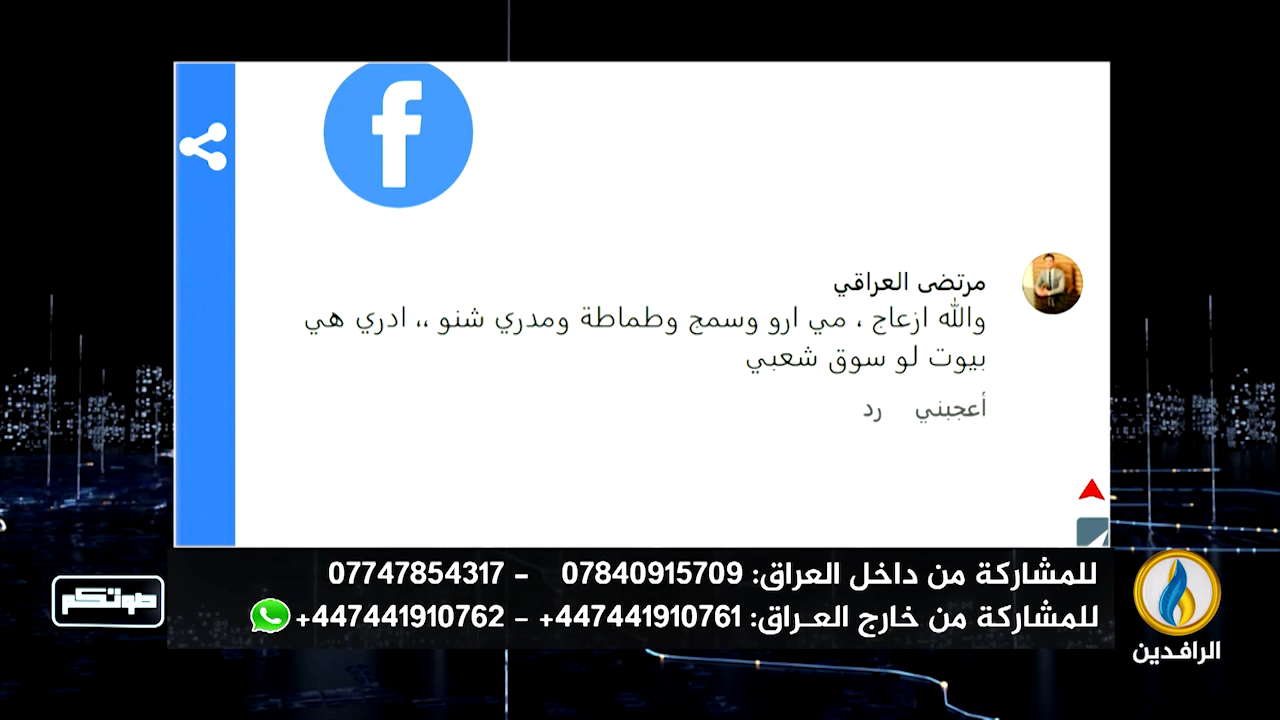 مرتضى العراقي
والله ازعاج ، مي ارو وسمج وطماطة ومدري شنو ،، ادري هي
بيوت لو سوق شعبي
أعجبني رد
للمشاركة من داخل العراق: 07840915709 - 07747854317
للمشاركة من خارج العـراق: 447441910761+ - 447441910762+
صوتكم
الرافدين